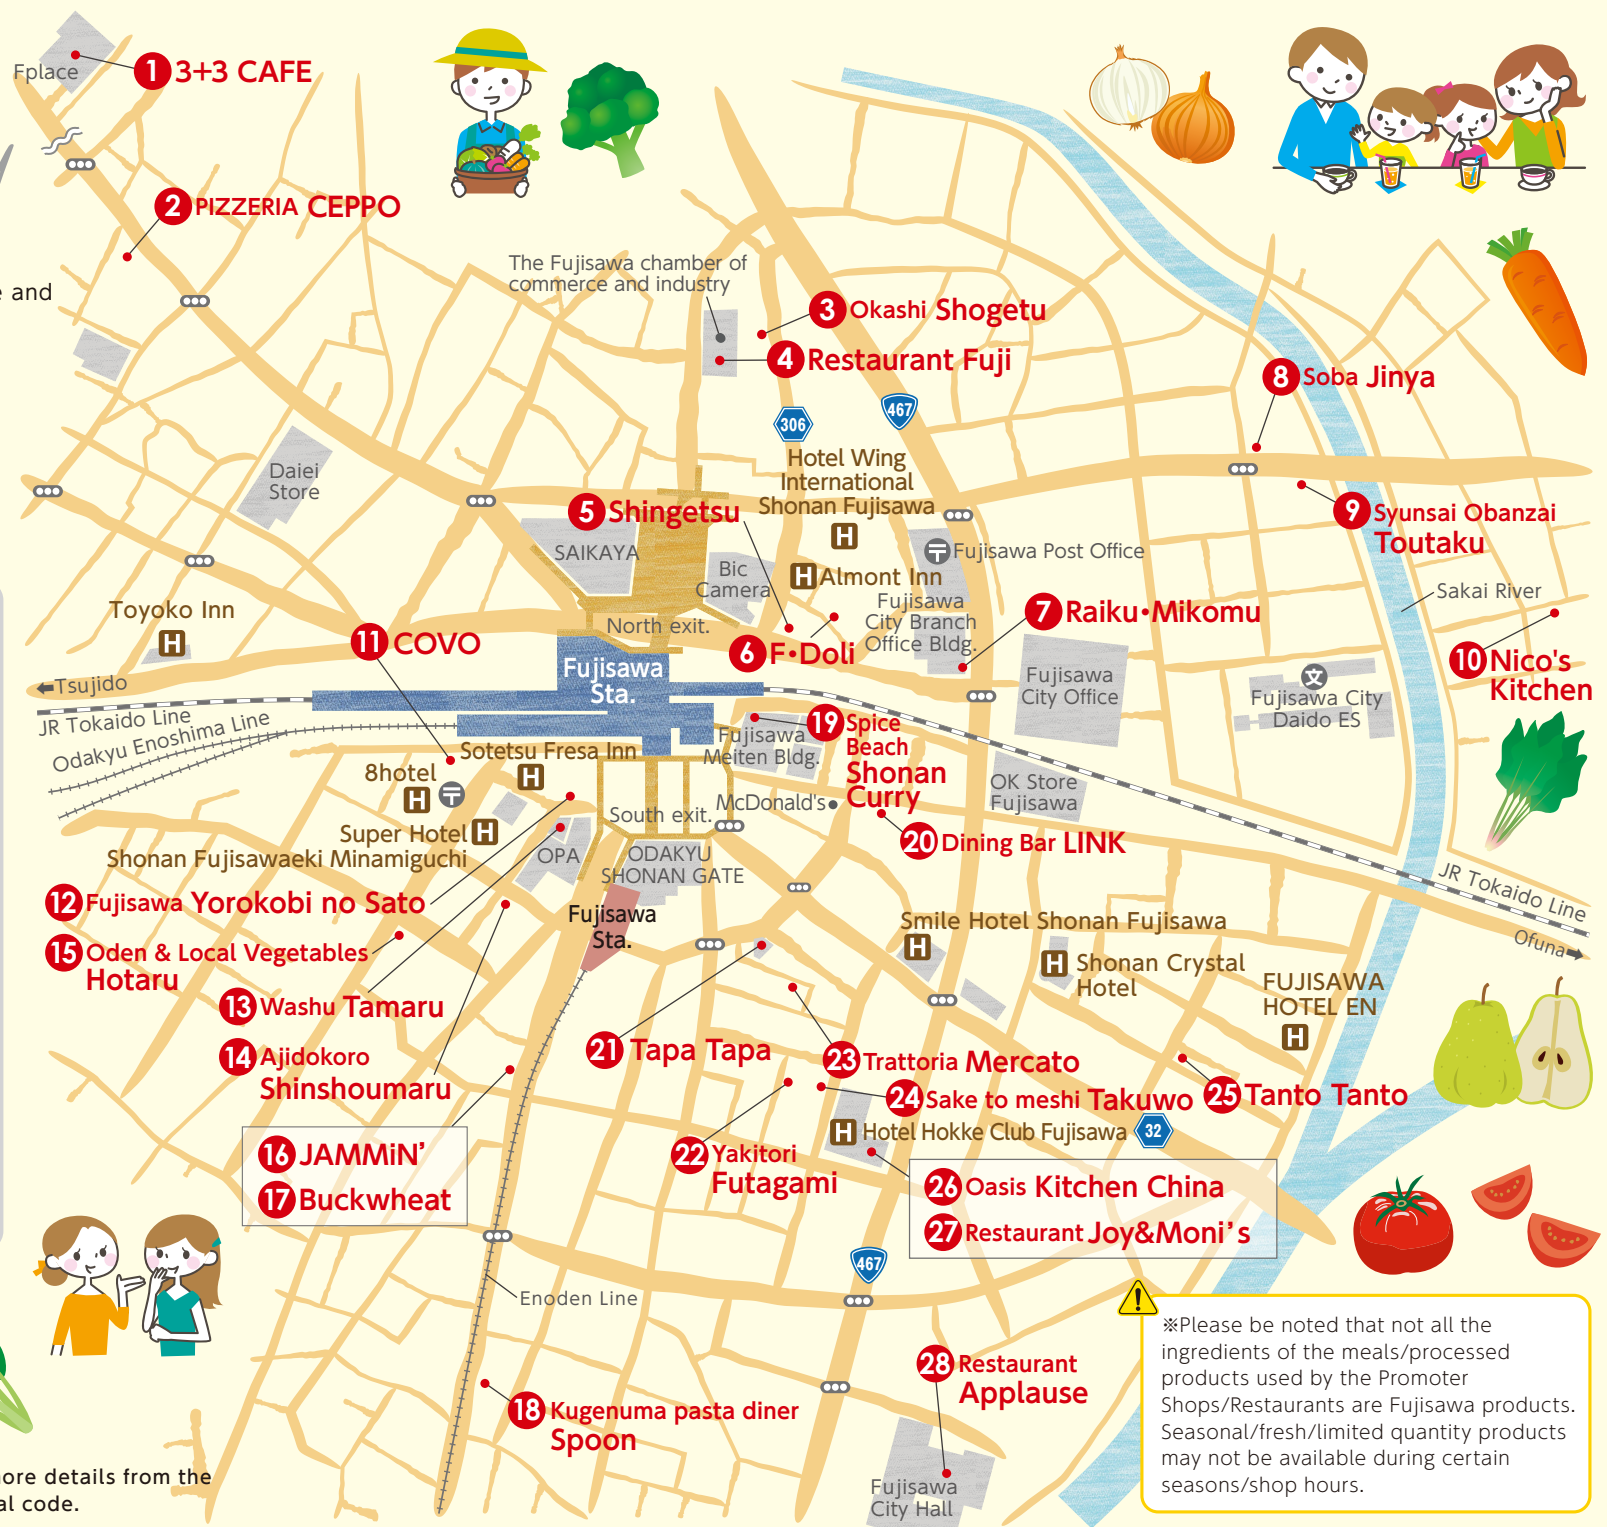 Fplace
1 3+3 CAFE
2 PIZZERIA CEPPO
and
The Fujisawa chamber of
commerce and industry
3 Okashi Shogetu
4 Restaurant Fuji
8 Soba Jinya
306
467
Hotel Wing
International
Shonan Fujisawa
H
Daiei
Store
5 Shingetsu
SAIKAYA
Bic
Camera
H Almont Inn
〒 Fujisawa Post Office
9 Syunsai Obanzai
Toutaku
Sakai River
Toyoko Inn
H
11 COVO
North exit.
6 F•Doli
Fujisawa
City Branch
Office Bldg.
7 Raiku•Mikomu
10 Nico's
Kitchen
Fujisawa
Sta.
Fujisawa
City Office
文
Fujisawa City
Daido ES
←Tsujido
JR Tokaido Line
Odakyu Enoshima Line
Sotetsu Fresa Inn
H
8hotel
H 〒
Fujisawa
Meiten Bldg.
19 Spice
Beach
Shonan
Curry
OK Store
Fujisawa
South exit.
McDonald's
Super Hotel H
Shonan Fujisawaeki Minamiguchi
OPA
ODAKYU
SHONAN GATE
20 Dining Bar LINK
JR Tokaido Line
Ofuna→
12 Fujisawa Yorokobi no Sato
15 Oden & Local Vegetables
Hotaru
13 Washu Tamaru
14 Ajidokoro
Shinshoumaru
Fujisawa
Sta.
Smile Hotel Shonan Fujisawa
H
H Shonan Crystal
Hotel
FUJISAWA
HOTEL EN
H
21 Tapa Tapa
23 Trattoria Mercato
24 Sake to meshi Takuwo
25 Tanto Tanto
H Hotel Hokke Club Fujisawa
32
22 Yakitori
Futagami
16 JAMMiN'
17 Buckwheat
26 Oasis Kitchen China
27 Restaurant Joy&Moni's
467
Enoden Line
18 Kugenuma pasta diner
Spoon
28 Restaurant
Applause
Fujisawa
City Hall
※Please be noted that not all the
ingredients of the meals/processed
products used by the Promoter
Shops/Restaurants are Fujisawa products.
Seasonal/fresh/limited quantity products
may not be available during certain
seasons/shop hours.
more details from the
code.